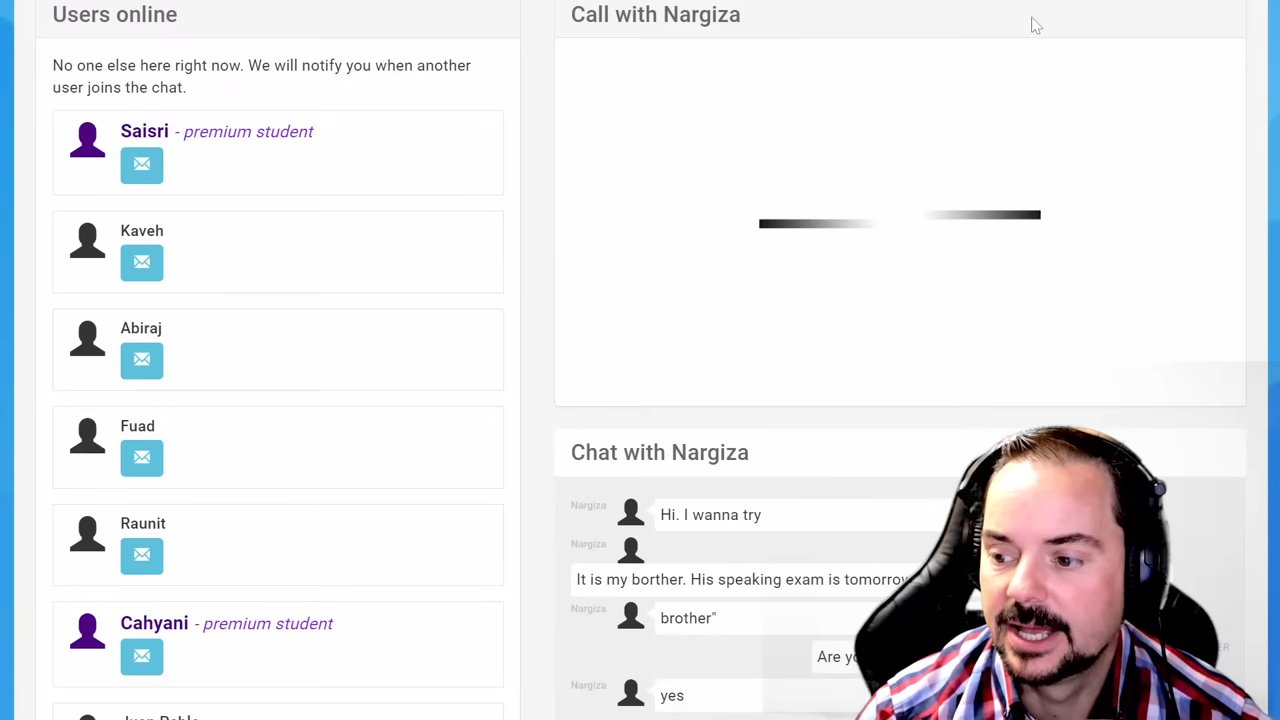 Users online
No one else here right now. We will notify you when another
user joins the chat.
Saisri - premium student
Kaveh
Abiraj
Fuad
Raunit
Cahyani - premium student
Call with Nargiza
Chat with Nargiza
Nargiza
Hi. I wanna try
Nargiza
It is my borther. His speaking exam is
Nargiza
brother"
Are
Nargiza
yes